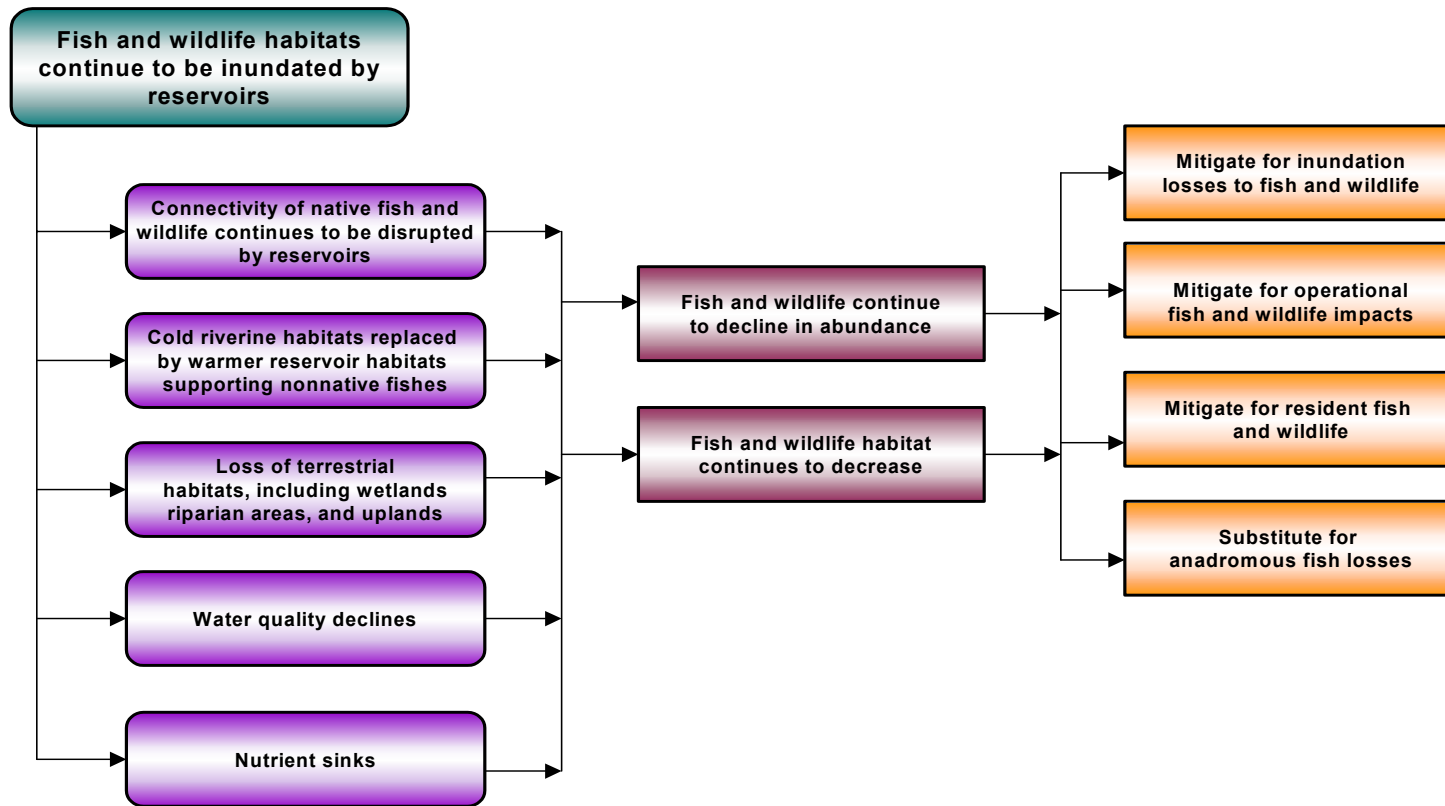 Fish and wildlife habitats
continue to be inundated by
reservoirs
Connectivity of native fish and
wildlife continues to be disrupted
by reservoirs
Cold riverine habitats replaced
by warmer reservoir habitats
supporting nonnative fishes
Loss of terrestrial
habitats, including wetlands
riparian areas, and uplands
Water quality declines
Nutrient sinks
Fish and wildlife continue
to decline in abundance
Fish and wildlife habitat
continues to decrease
Mitigate for inundation
losses to fish and wildlife
Mitigate for operational
fish and wildlife impacts
Mitigate for resident fish
and wildlife
Substitute for
anadromous fish losses